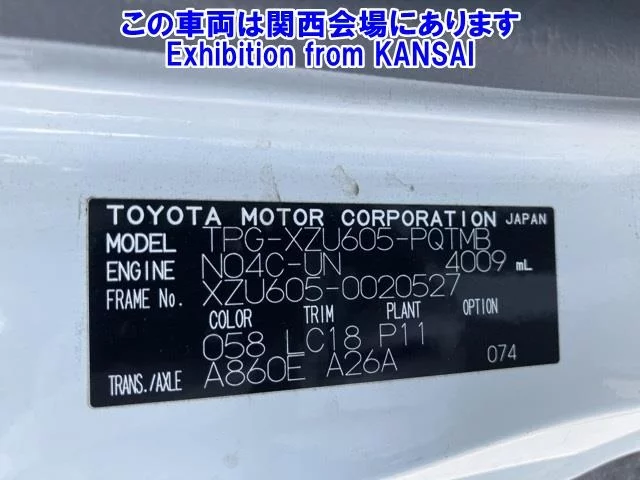 この車両は関西会場にあります
Exhibition from KANSAI
TOYOTA MOTOR CORPORATION JAPAN
MODEL TPG-XZU605-PQTMB
ENGINE N04C-UN 4009 mL
FRAME No. XZU605-0020527
COLOR TRIM PLANT OPTION
058 LC18 P11
TRANS./AXLE A860E A26A 074